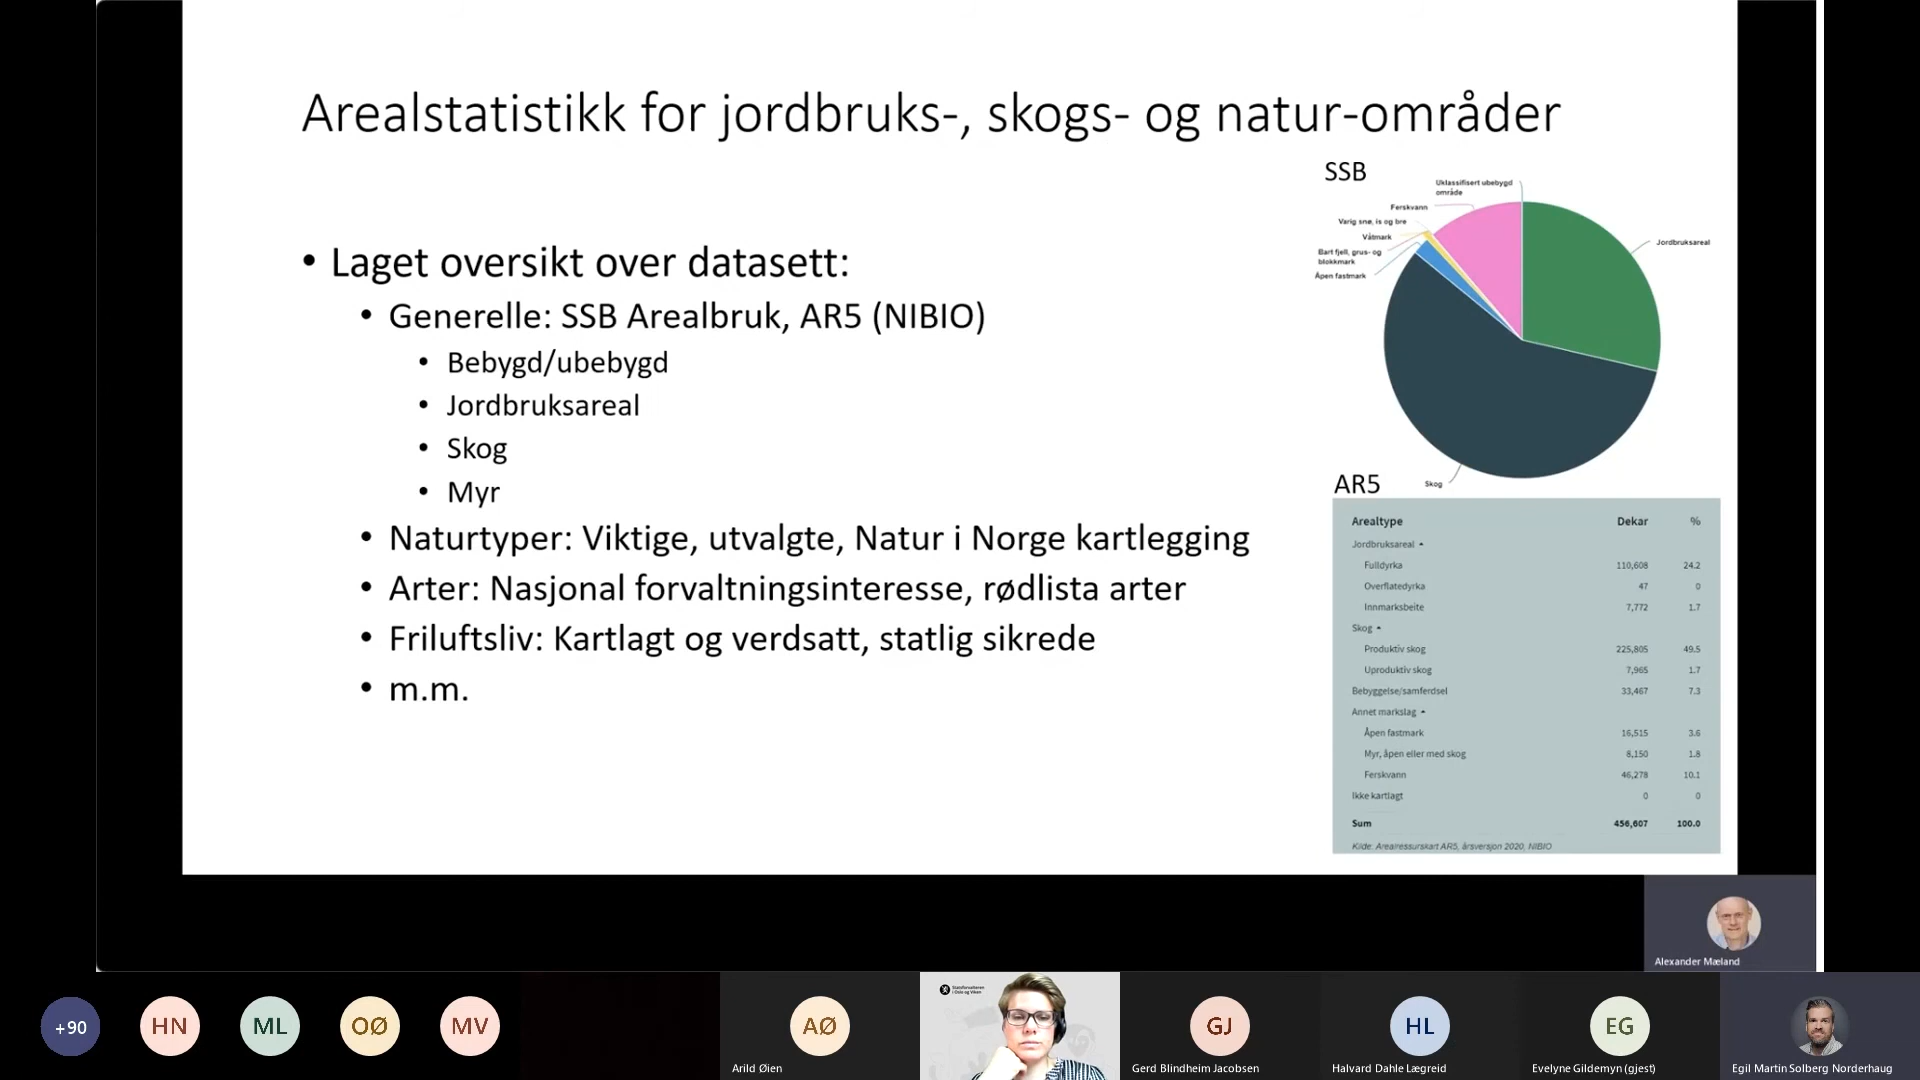 Arealstatistikk for jordbruks-, skogs- og natur-områder
• Laget oversikt over datasett:
• Generelle: SSB Arealbruk, AR5 (NIBIO)
• Bebygd/ubebygd
• Jordbruksareal
• Skog
• Myr
• Naturtyper: Viktige, utvalgte, Natur i Norge kartlegging
• Arter: Nasjonal forvaltningsinteresse, rødlista arter
• Friluftsliv: Kartlagt og verdsatt, statlig sikrede
• m.m.
SSB
Uklassifisert ubebygd
område
Ferskvann
Varig snø, is og bre
Våtmark
Bart fjell, grus- og
blokkmark
Åpen fastmark
Jordbruksareal
Skog
AR5
Arealtype Dekar %
Jordbruksareal
Fulldyrka 110,608 24.2
Overflatedyrka 47 0
Innmarksbeite 7,772 1.7
Skog
Produktiv skog 225,805 49.5
Uproduktiv skog 7,965 1.7
Bebyggelse/samferdsel 33,467 7.3
Annet markslag
Åpen fastmark 16,515 3.6
Myr, åpen eller med skog 8,150 1.8
Ferskvann 46,278 10.1
Ikke kartlagt 0 0
Sum 456,607 100.0
Kilde: Arealressurskart AR5, årsversjon 2020, NIBIO
Alexander Mæland
+90
HN
ML
OØ
MV
AØ
Arild Øien
Statsforvalteren
i Oslo og Viken
GJ
Gerd Blindheim Jacobsen
HL
Halvard Dahle Lægreid
EG
Evelyne Gildemyn (gjest)
Egil Martin Solberg Norderhaug